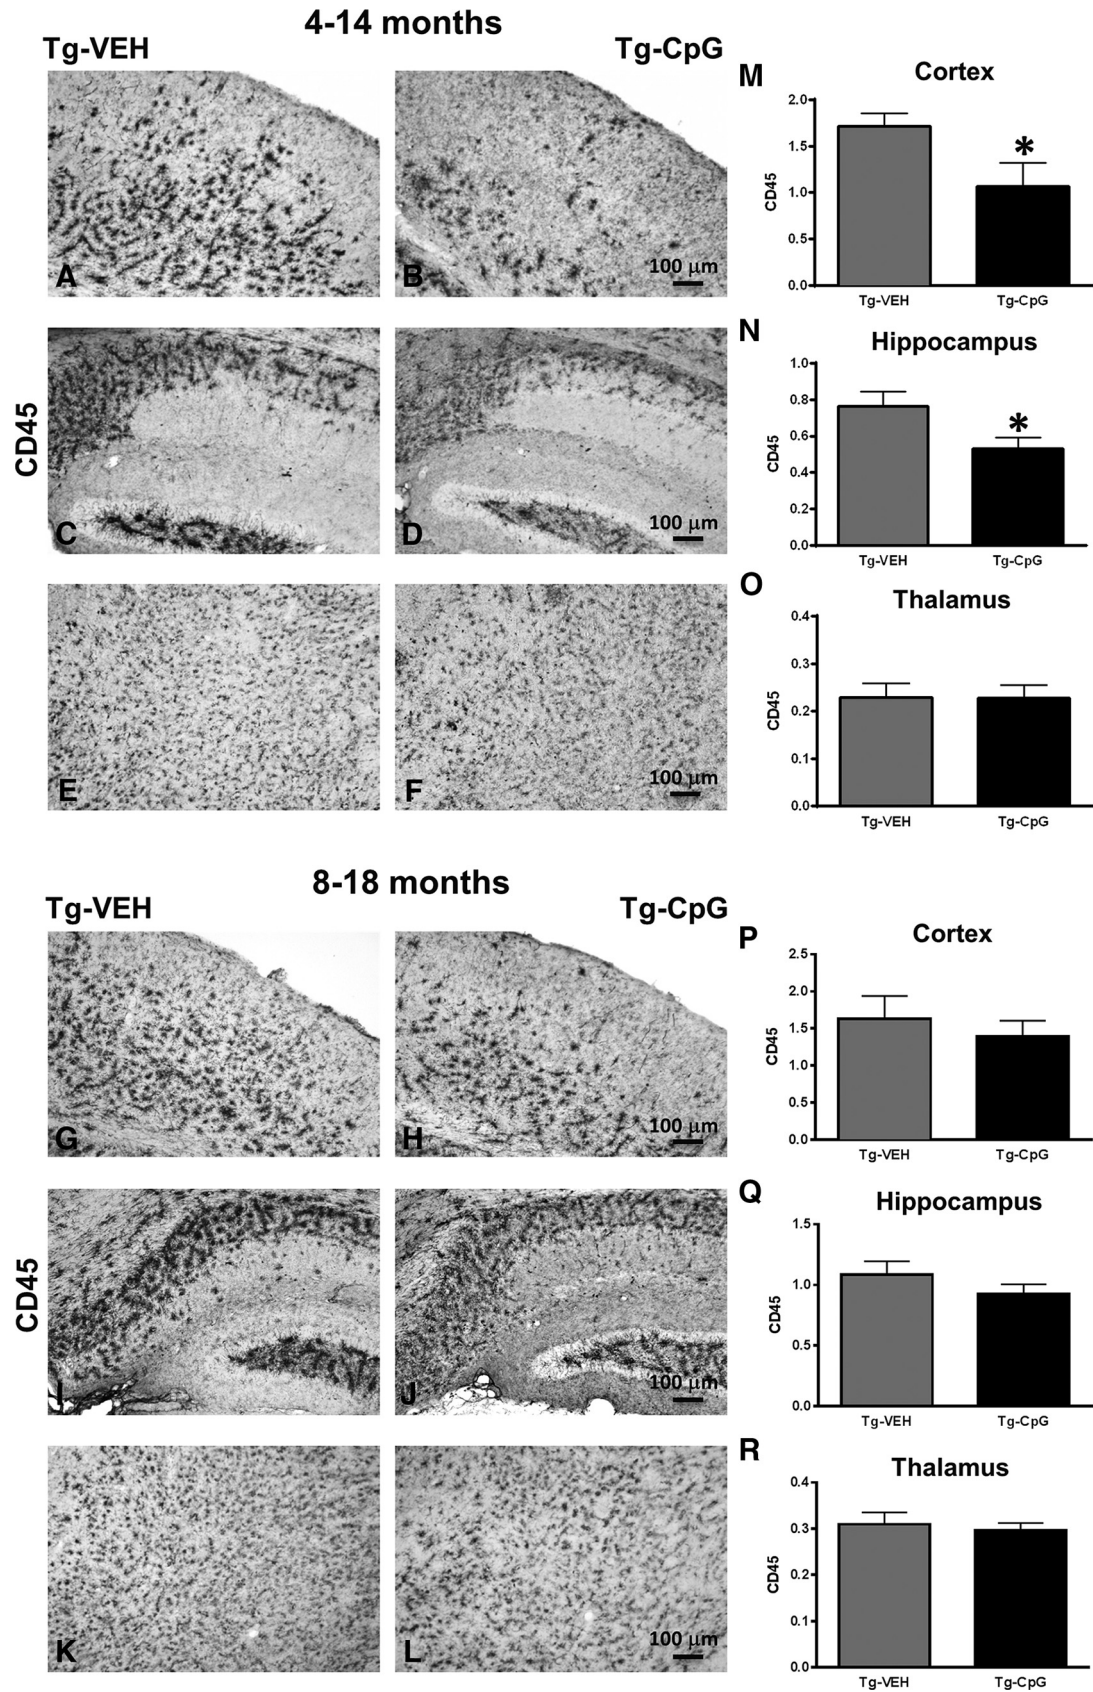 4-14 months
Tg-VEH
Tg-CpG
A
B
100 µm
CD45
C
D
100 µm
E
F
100 µm
M
Cortex
2.0
1.5
1.0
0.5
0.0
CD45
*
Tg-VEH
Tg-CpG
N
Hippocampus
1.0
0.8
0.6
0.4
0.2
0.0
CD45
*
Tg-VEH
Tg-CpG
O
Thalamus
0.4
0.3
0.2
0.1
0.0
CD45
Tg-VEH
Tg-CpG
8-18 months
Tg-VEH
Tg-CpG
G
H
100 µm
CD45
I
J
100 µm
K
L
100 µm
P
Cortex
2.5
2.0
1.5
1.0
0.5
0.0
CD45
Tg-VEH
Tg-CpG
Q
Hippocampus
1.5
1.0
0.5
0.0
CD45
Tg-VEH
Tg-CpG
R
Thalamus
0.4
0.3
0.2
0.1
0.0
CD45
Tg-VEH
Tg-CpG